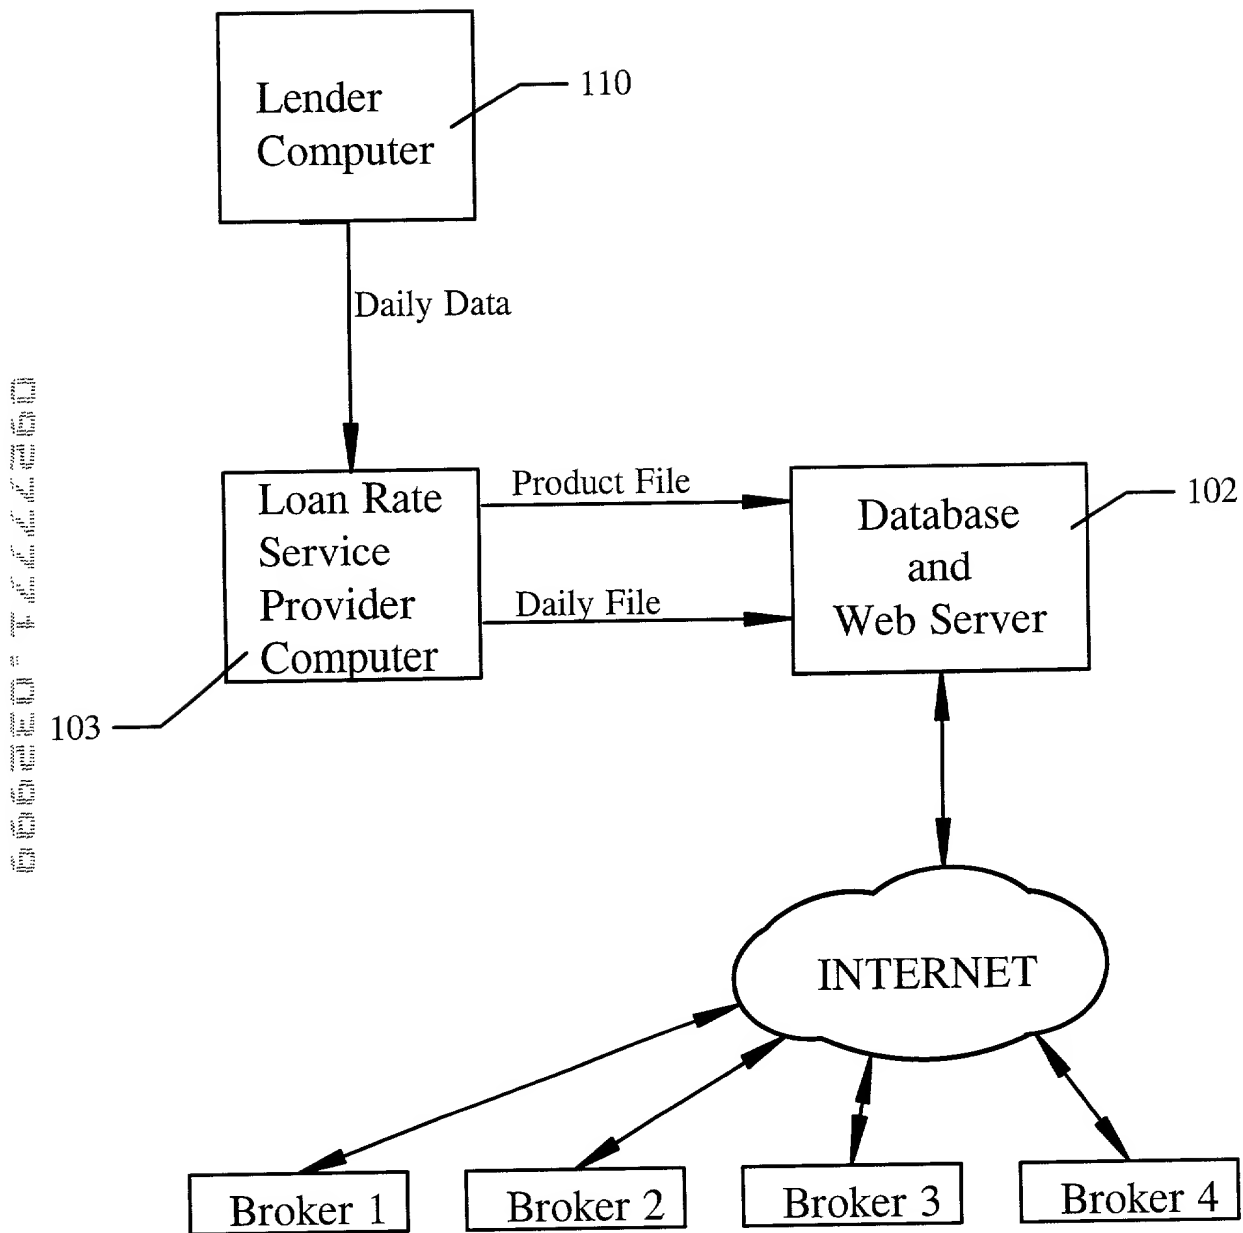 Lender
Computer
110
Daily Data
Loan Rate
Service
Provider
Computer
103
Product File
Daily File
Database
and
Web Server
102
INTERNET
Broker 1
Broker 2
Broker 3
Broker 4